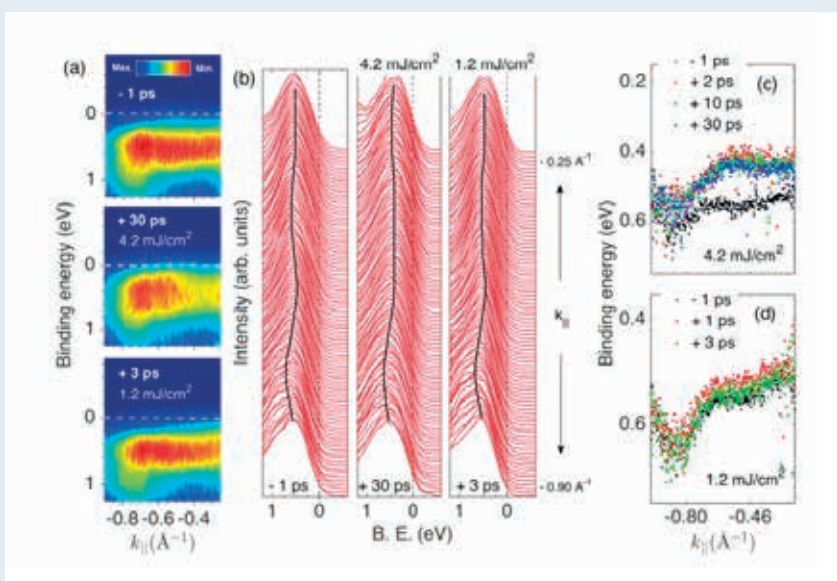 (a)
Max.
Min.
- 1 ps
0
1
+ 30 ps
4.2 mJ/cm²
0
1
+ 3 ps
1.2 mJ/cm²
0
1
Binding energy (eV)
-0.8 -0.6 -0.4
k||(Å⁻¹)
(b)
4.2 mJ/cm²
1.2 mJ/cm²
Intensity (arb. units)
- 0.25 Å⁻¹
k||
- 0.90 Å⁻¹
- 1 ps
+ 30 ps
+ 3 ps
1 0 1 0 1 0
B. E. (eV)
(c)
- 1 ps
+ 2 ps
+ 10 ps
+ 30 ps
0.2
0.4
0.6
4.2 mJ/cm²
Binding energy (eV)
(d)
- 1 ps
+ 1 ps
+ 3 ps
0.4
0.6
1.2 mJ/cm²
-0.80 -0.46
k||(Å⁻¹)